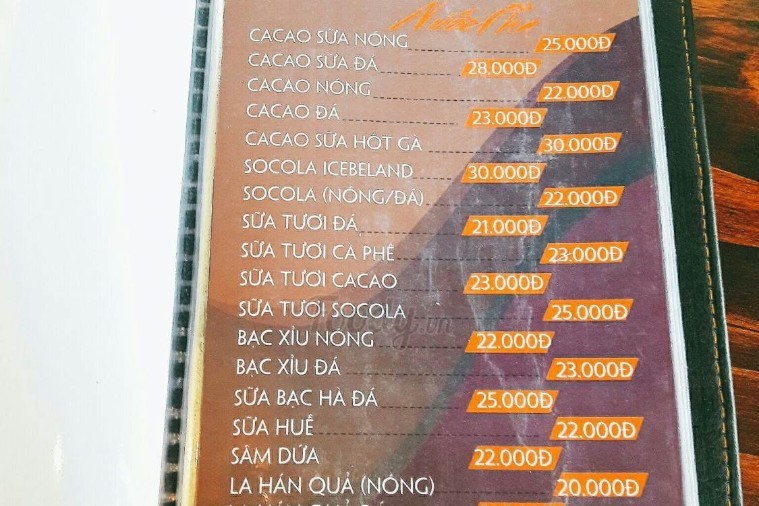 CACAO SỮA NÓNG 25.000Đ
CACAO SỮA ĐÁ 28.000Đ
CACAO NÓNG 22.000Đ
CACAO ĐÁ 23.000Đ
CACAO SỮA HỘT GÀ 30.000Đ
SOCOLA ICEBELAND 30.000Đ
SOCOLA (NÓNG/ĐÁ) 22.000Đ
SỮA TƯƠI ĐÁ 21.000Đ
SỮA TƯƠI CÀ PHÊ 23.000Đ
SỮA TƯƠI CACAO 23.000Đ
SỮA TƯƠI SOCOLA 25.000Đ
BẠC XỈU NÓNG 22.000Đ
BẠC XỈU ĐÁ 23.000Đ
SỮA BẠC HÀ ĐÁ 25.000Đ
SỮA HUẾ 22.000Đ
SÂM DỨA 22.000Đ
LA HÁN QUẢ (NÓNG) 20.000Đ